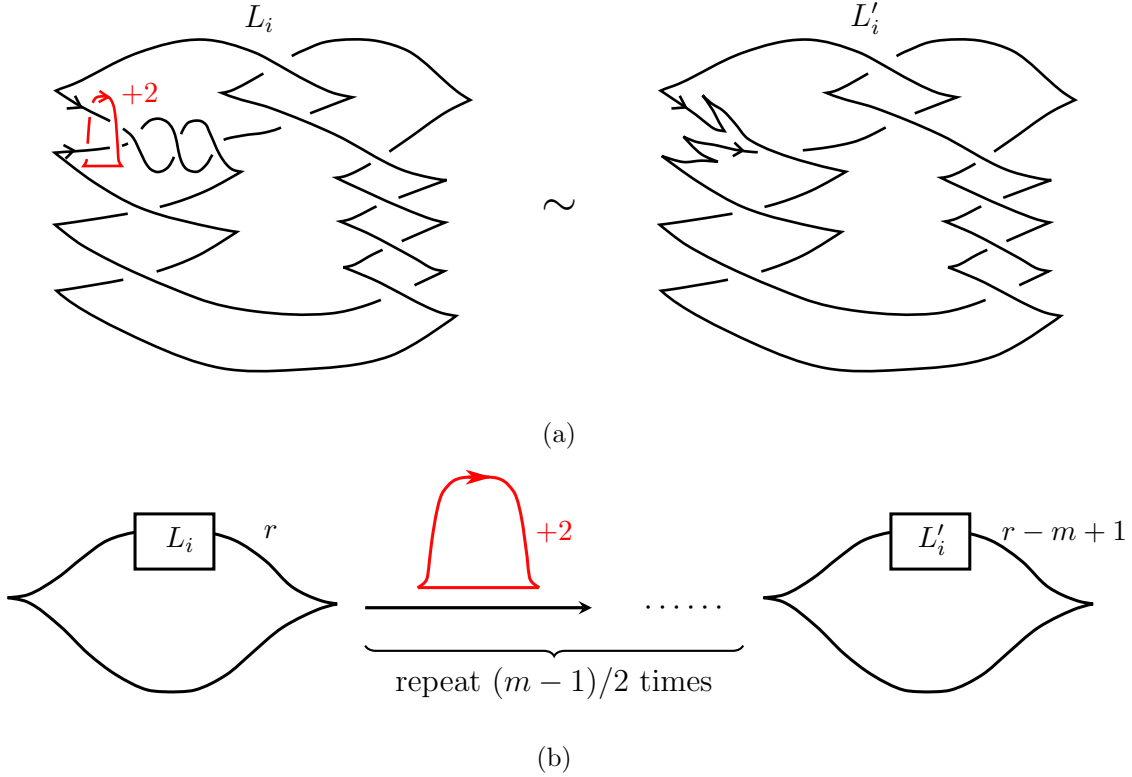 L_i L'_i
+2
∼
(a)
L_i r +2 L'_i r − m + 1
······
repeat (m − 1)/2 times
(b)